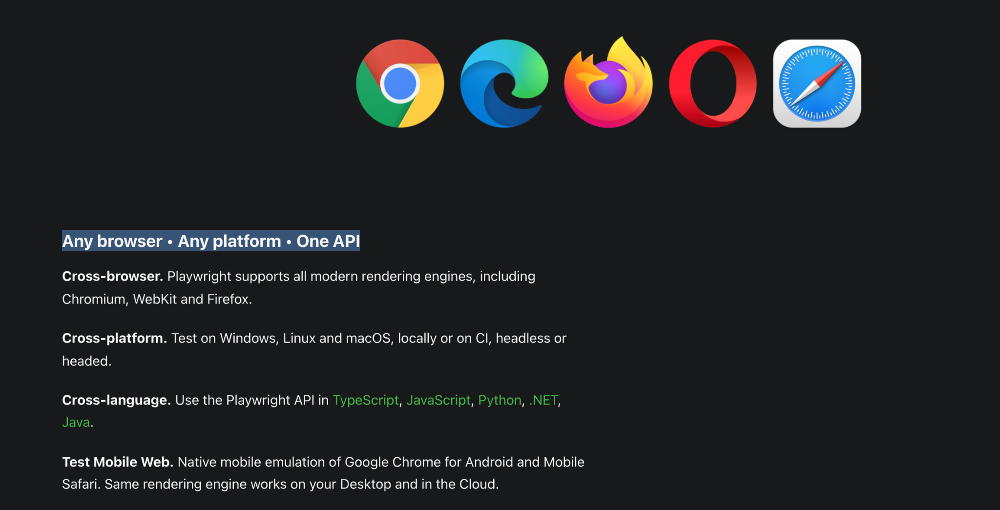 Any browser • Any platform • One API
Cross-browser. Playwright supports all modern rendering engines, including
Chromium, WebKit and Firefox.
Cross-platform. Test on Windows, Linux and macOS, locally or on CI, headless or
headed.
Cross-language. Use the Playwright API in TypeScript, JavaScript, Python, .NET,
Java.
Test Mobile Web. Native mobile emulation of Google Chrome for Android and Mobile
Safari. Same rendering engine works on your Desktop and in the Cloud.